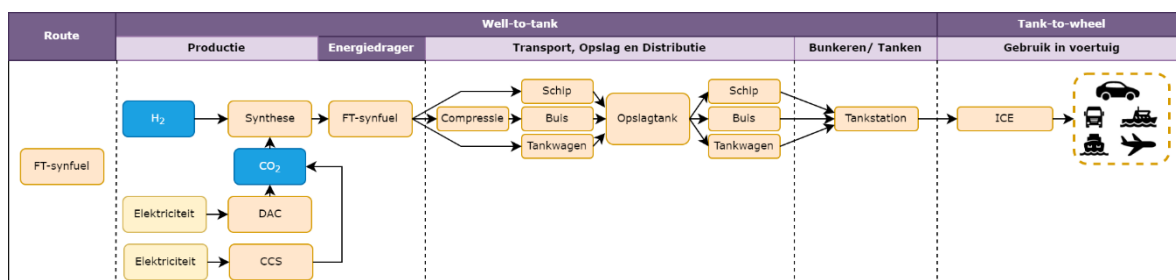 Route
Well-to-tank
Tank-to-wheel
Productie
Energiedrager
Transport, Opslag en Distributie
Bunkeren/ Tanken
Gebruik in voertuig
FT-synfuel
H2
Synthese
FT-synfuel
CO2
Elektriciteit
DAC
Elektriciteit
CCS
Compressie
Schip
Buis
Tankwagen
Opslagtank
Schip
Buis
Tankwagen
Tankstation
ICE